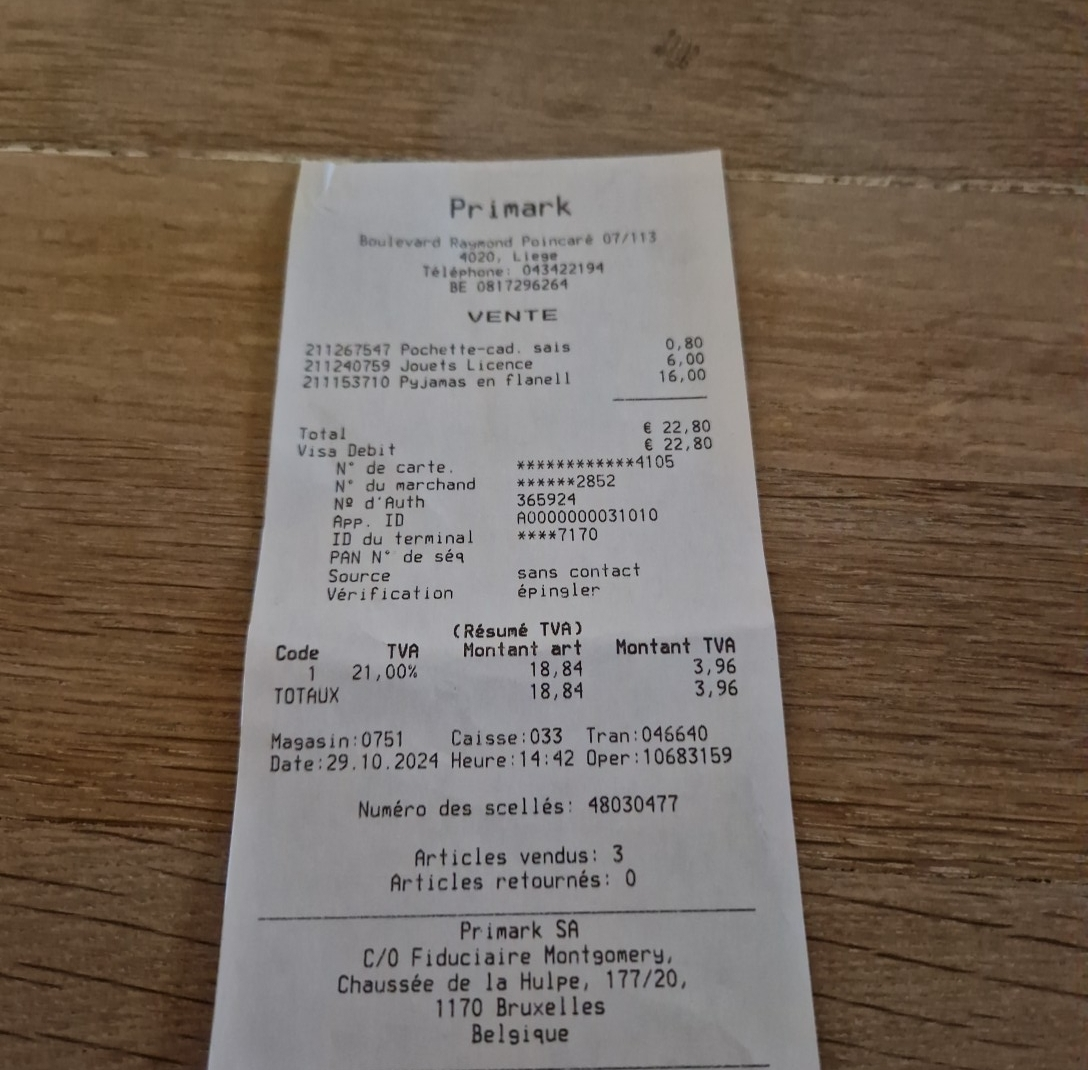 Primark
Boulevard Raymond Poincaré 07/113
4020, Liege
Téléphone: 043422194
BE 0817296264
VENTE
211267547 Pochette-cad. sais 0,80
211240759 Jouets Licence 6,00
211153710 Pyjamas en flanell 16,00
Total € 22,80
Visa Debit € 22,80
N° de carte. ************4105
N° du marchand ******2852
Nº d'Auth 365924
App. ID A0000000031010
ID du terminal ****7170
PAN N° de séq
Source sans contact
Vérification épingler
(Résumé TVA)
Code TVA Montant art Montant TVA
1 21,00% 18,84 3,96
TOTAUX 18,84 3,96
Magasin:0751 Caisse:033 Tran:046640
Date:29.10.2024 Heure:14:42 Oper:10683159
Numéro des scellés: 48030477
Articles vendus: 3
Articles retournés: 0
Primark SA
C/O Fiduciaire Montgomery,
Chaussée de la Hulpe, 177/20,
1170 Bruxelles
Belgique